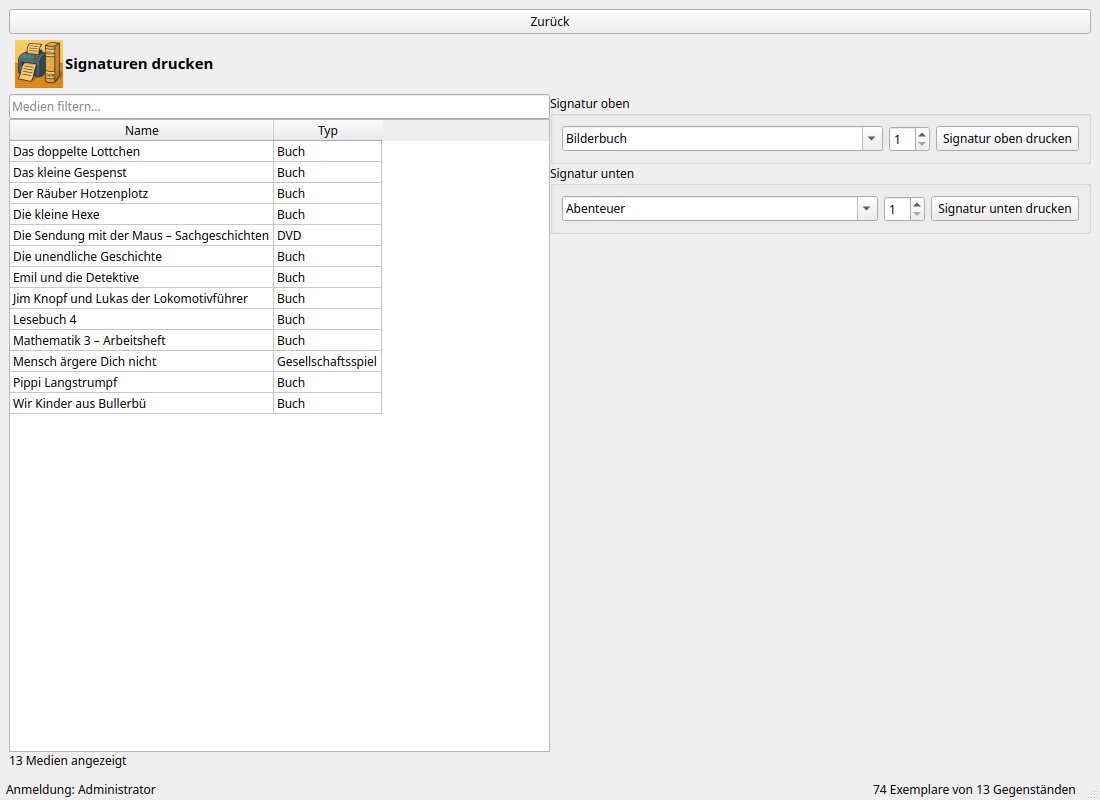 Zurück
Signaturen drucken
Medien filtern...
Name Typ
Das doppelte Lottchen Buch
Das kleine Gespenst Buch
Der Räuber Hotzenplotz Buch
Die kleine Hexe Buch
Die Sendung mit der Maus – Sachgeschichten DVD
Die unendliche Geschichte Buch
Emil und die Detektive Buch
Jim Knopf und Lukas der Lokomotivführer Buch
Lesebuch 4 Buch
Mathematik 3 – Arbeitsheft Buch
Mensch ärgere Dich nicht Gesellschaftsspiel
Pippi Langstrumpf Buch
Wir Kinder aus Bullerbü Buch
13 Medien angezeigt
Signatur oben
Bilderbuch 1 Signatur oben drucken
Signatur unten
Abenteuer 1 Signatur unten drucken
Anmeldung: Administrator 74 Exemplare von 13 Gegenständen